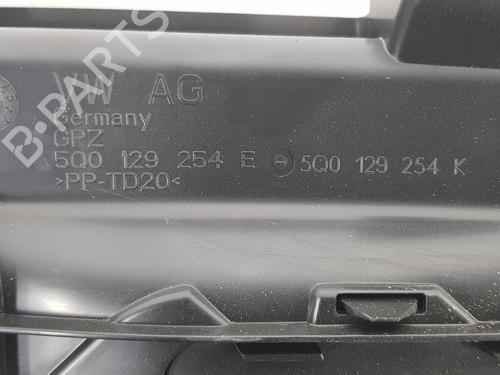 B-PARTS
VW AG
Germany
GPZ
5Q0 129 254 E 5Q0 129 254 K
>PP-TD20<